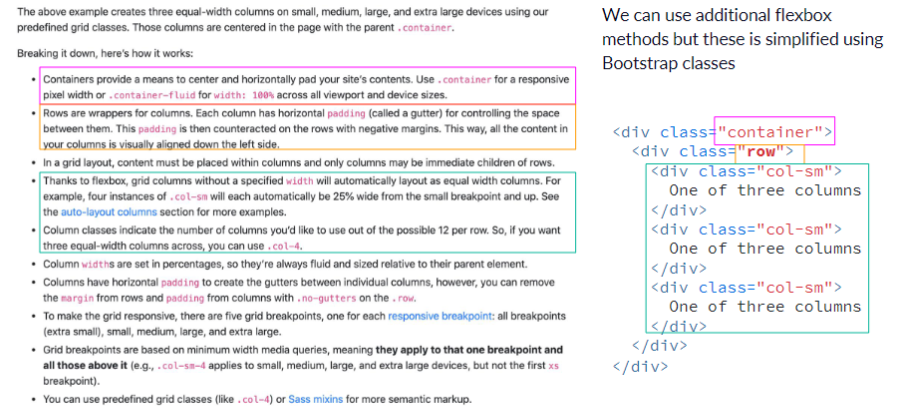 The above example creates three equal-width columns on small, medium, large, and extra large devices using our
predefined grid classes. Those columns are centered in the page with the parent .container.
Breaking it down, here's how it works:
• Containers provide a means to center and horizontally pad your site's contents. Use .container for a responsive
pixel width or .container-fluid for width: 100% across all viewport and device sizes.
• Rows are wrappers for columns. Each column has horizontal padding (called a gutter) for controlling the space
between them. This padding is then counteracted on the rows with negative margins. This way, all the content in
your columns is visually aligned down the left side.
• In a grid layout, content must be placed within columns and only columns may be immediate children of rows.
• Thanks to flexbox, grid columns without a specified width will automatically layout as equal width columns. For
example, four instances of .col-sm will each automatically be 25% wide from the small breakpoint and up. See
the auto-layout columns section for more examples.
• Column classes indicate the number of columns you'd like to use out of the possible 12 per row. So, if you want
three equal-width columns across, you can use .col-4.
• Column widths are set in percentages, so they're always fluid and sized relative to their parent element.
• Columns have horizontal padding to create the gutters between individual columns, however, you can remove
the margin from rows and padding from columns with .no-gutters on the .row.
• To make the grid responsive, there are five grid breakpoints, one for each responsive breakpoint: all breakpoints
(extra small), small, medium, large, and extra large.
• Grid breakpoints are based on minimum width media queries, meaning they apply to that one breakpoint and
all those above it (e.g., .col-sm-4 applies to small, medium, large, and extra large devices, but not the first xs
breakpoint).
• You can use predefined grid classes (like .col-4) or Sass mixins for more semantic markup.
We can use additional flexbox
methods but these is simplified using
Bootstrap classes
<div class="container">
<div class="row">
<div class="col-sm">
One of three columns
</div>
<div class="col-sm">
One of three columns
</div>
<div class="col-sm">
One of three columns
</div>
</div>
</div>